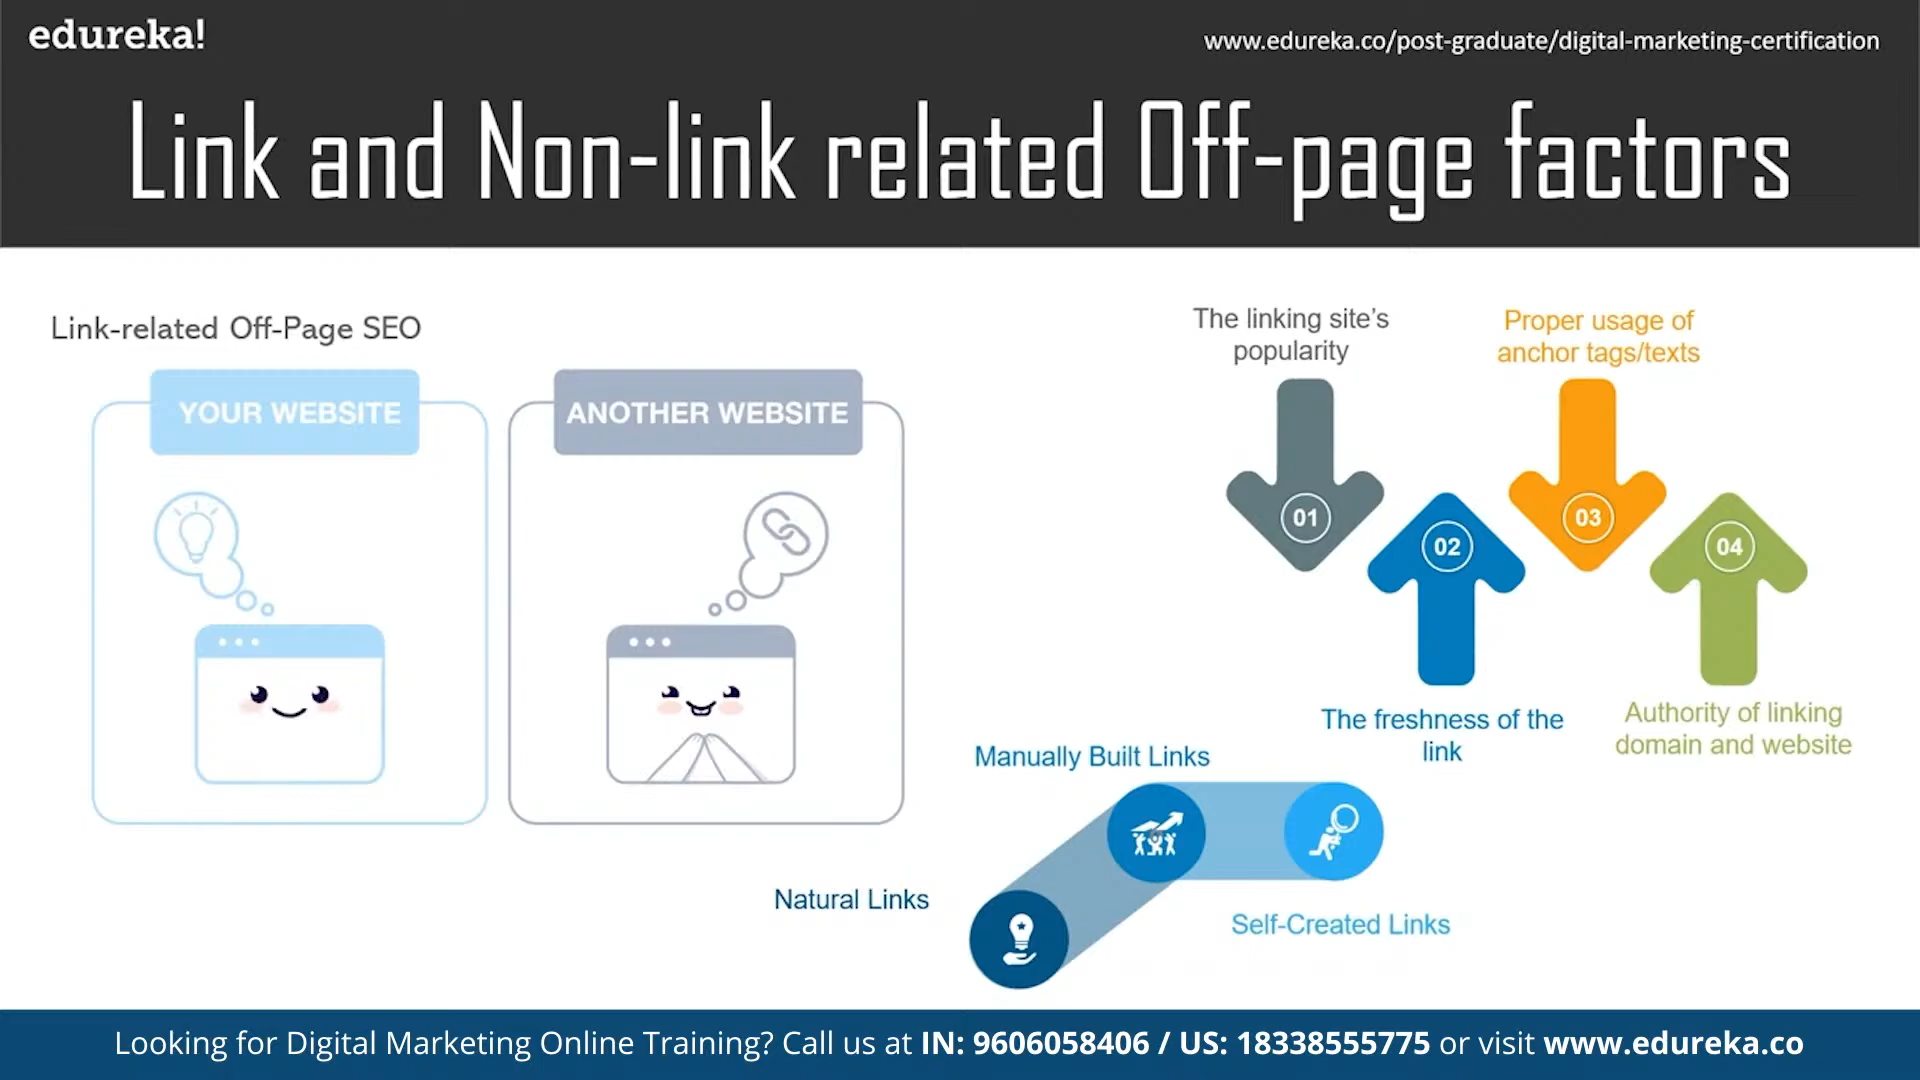 edureka!
www.edureka.co/post-graduate/digital-marketing-certification
Link and Non-link related Off-page factors
Link-related Off-Page SEO
YOUR WEBSITE
ANOTHER WEBSITE
The linking site's
popularity
Proper usage of
anchor tags/texts
01
02
03
04
The freshness of the
link
Authority of linking
domain and website
Manually Built Links
Natural Links
Self-Created Links
Looking for Digital Marketing Online Training? Call us at IN: 9606058406 / US: 18338555775 or visit www.edureka.co